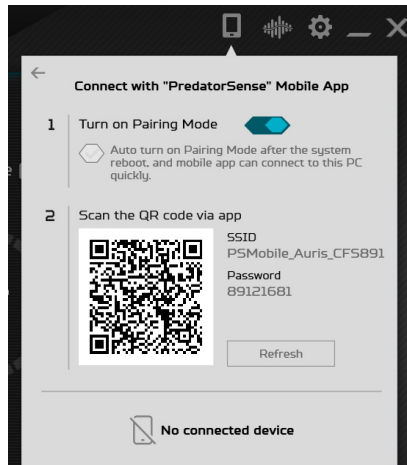 Connect with "PredatorSense" Mobile App
1 Turn on Pairing Mode
Auto turn on Pairing Mode after the system
reboot, and mobile app can connect to this PC
quickly.
2 Scan the QR code via app
SSID
PSMobile_Auris_CFS891
Password
89121681
Refresh
No connected device